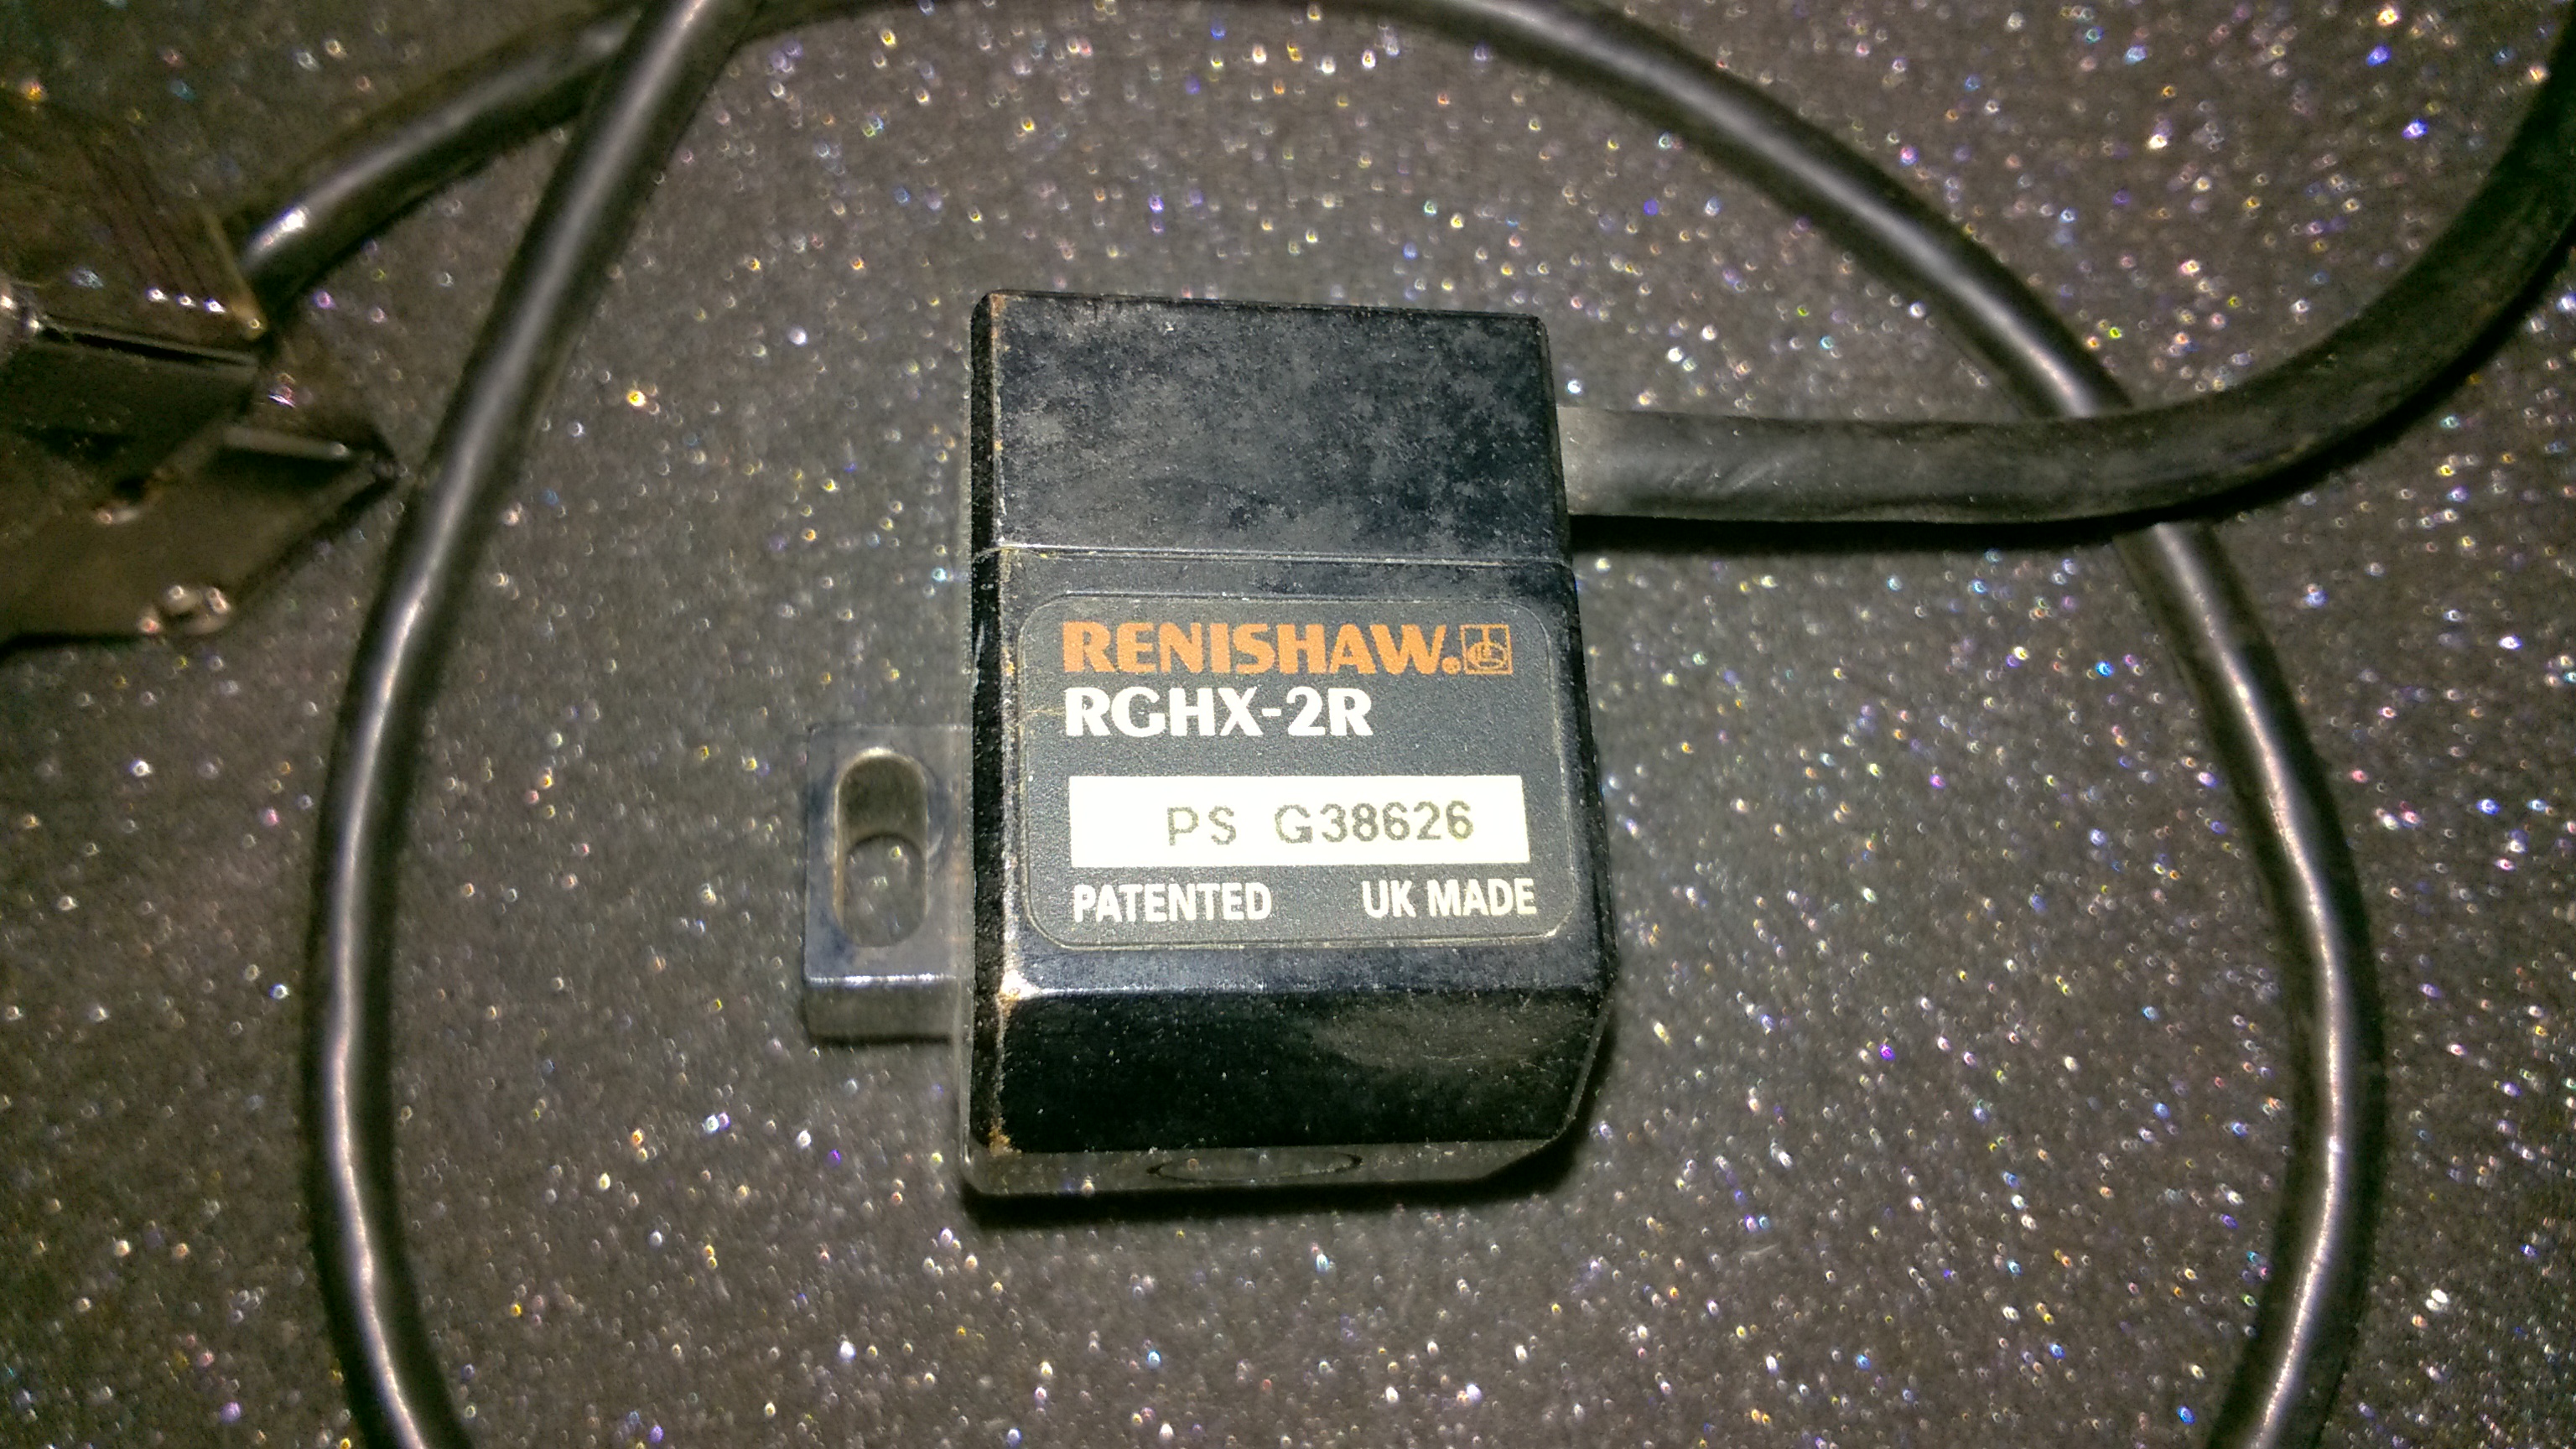 RENISHAW.
RGHX-2R
PS G38626
PATENTED UK MADE